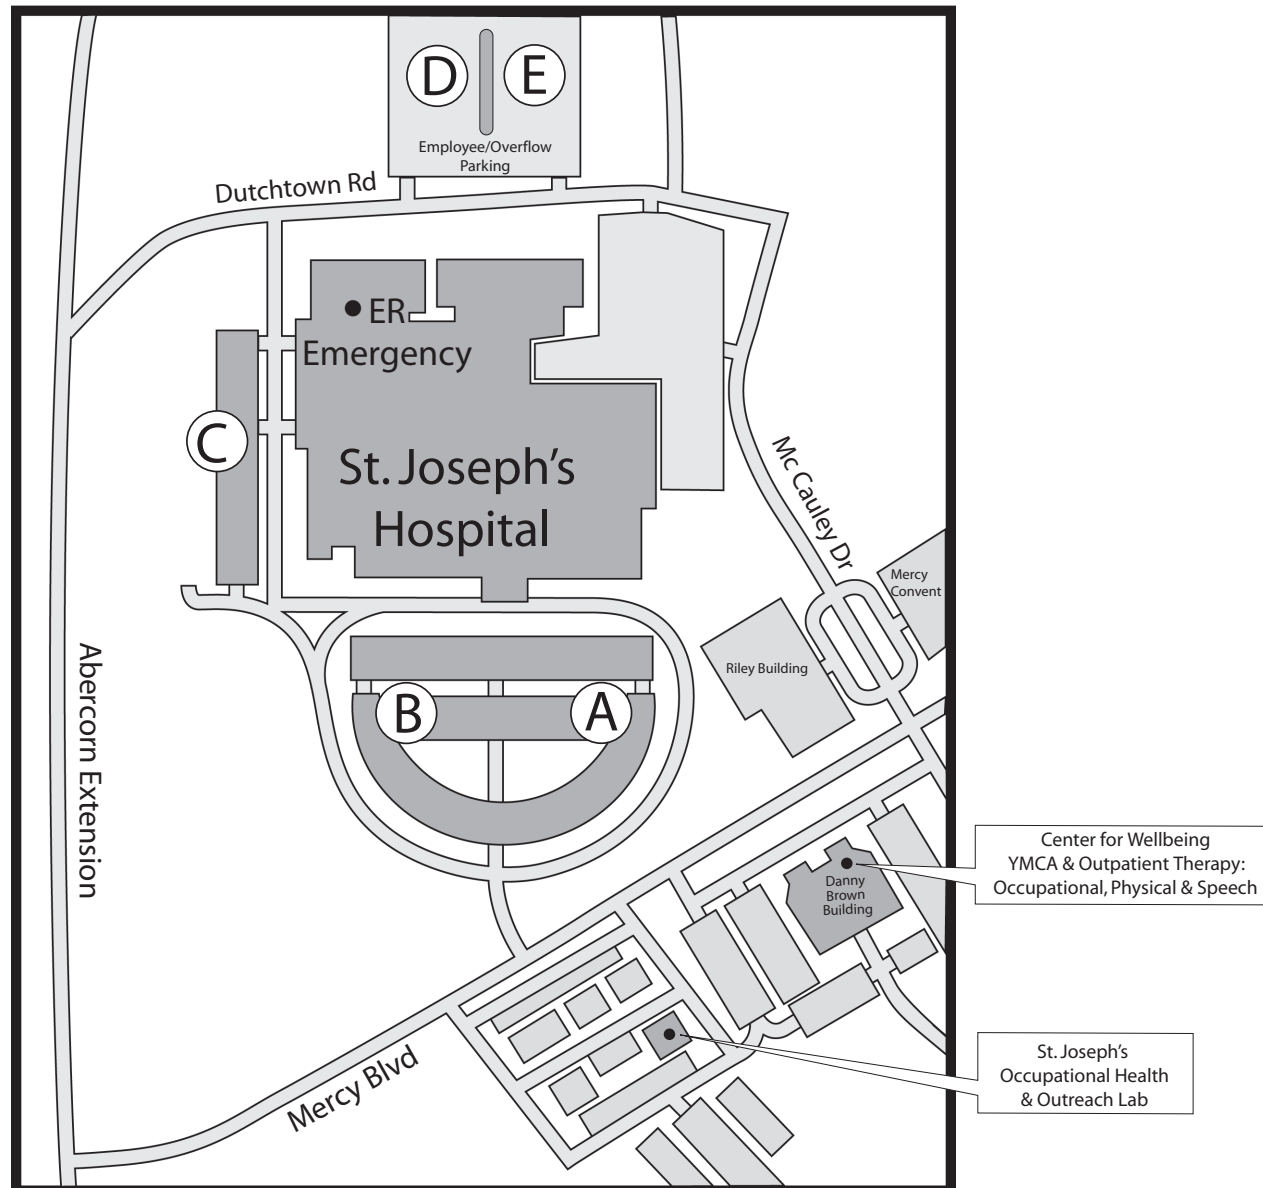 D
E
Employee/Overflow
Parking
Dutchtown Rd
ER
Emergency
C
St. Joseph's
Hospital
Mc Cauley Dr
Mercy
Convent
Riley Building
Abercorn Extension
B
A
Center for Wellbeing
YMCA & Outpatient Therapy:
Occupational, Physical & Speech
Danny
Brown
Building
Mercy Blvd
St. Joseph's
Occupational Health
& Outreach Lab